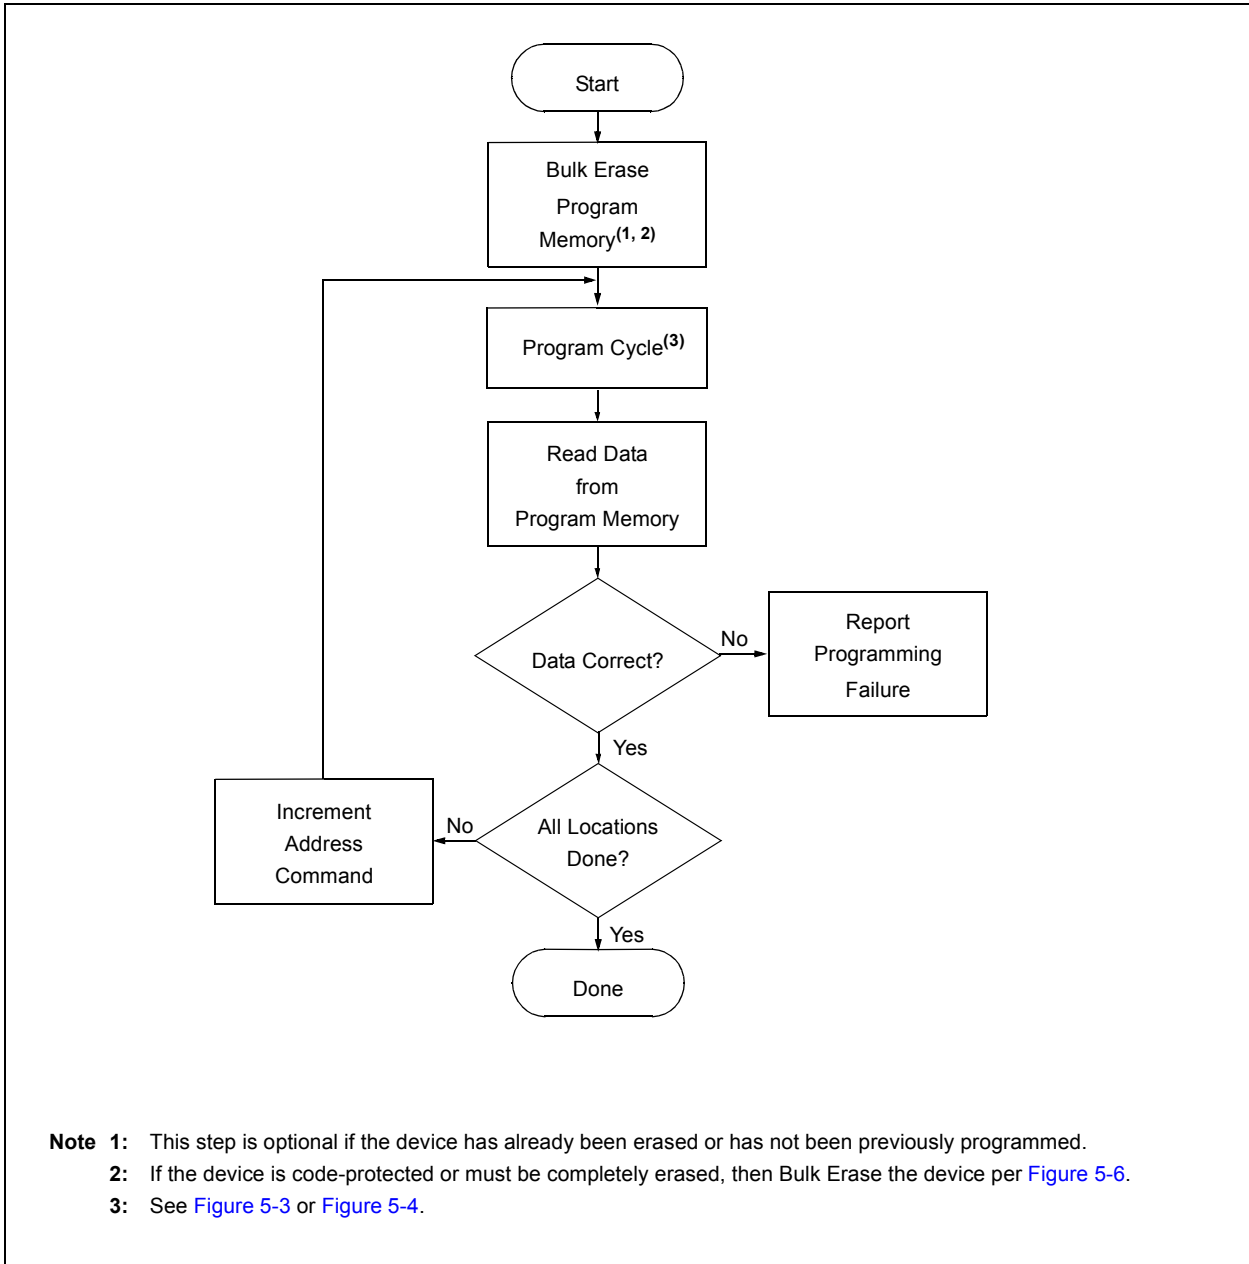 Start
Bulk Erase
Program
Memory(1, 2)
Program Cycle(3)
Read Data
from
Program Memory
Data Correct?
No
Report
Programming
Failure
Yes
All Locations
Done?
No
Increment
Address
Command
Yes
Done
Note 1: This step is optional if the device has already been erased or has not been previously programmed.
2: If the device is code-protected or must be completely erased, then Bulk Erase the device per Figure 5-6.
3: See Figure 5-3 or Figure 5-4.